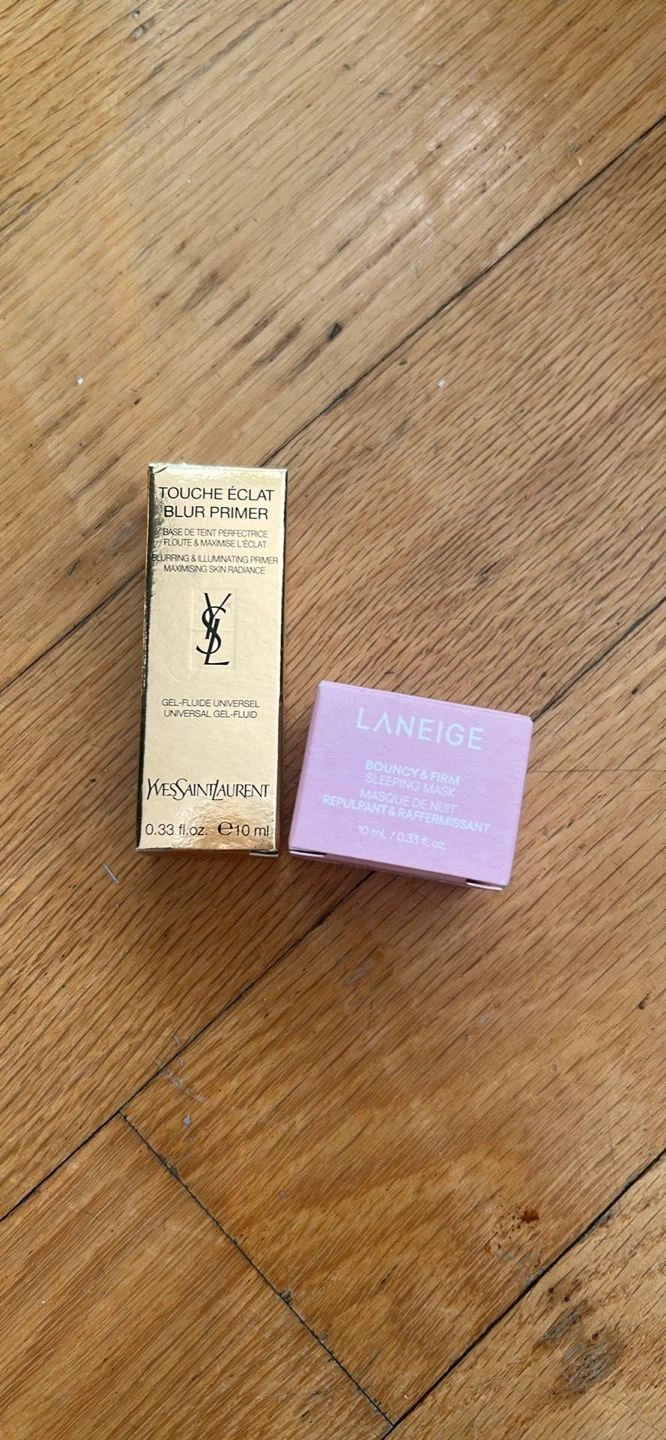 TOUCHE ÉCLAT
BLUR PRIMER
BASE DE TEINT PERFECTRICE
FLOUTE & MAXIMISE L'ÉCLAT
BLURRING & ILLUMINATING PRIMER
MAXIMISING SKIN RADIANCE
YSL
GEL-FLUIDE UNIVERSEL
UNIVERSAL GEL-FLUID
YVESSAINTLAURENT
0.33 fl.oz. ℮10 ml
LANEIGE
BOUNCY & FIRM
SLEEPING MASK
MASQUE DE NUIT
REPULPANT & RAFFERMISSANT
10 mL / 0.33 fl. oz.